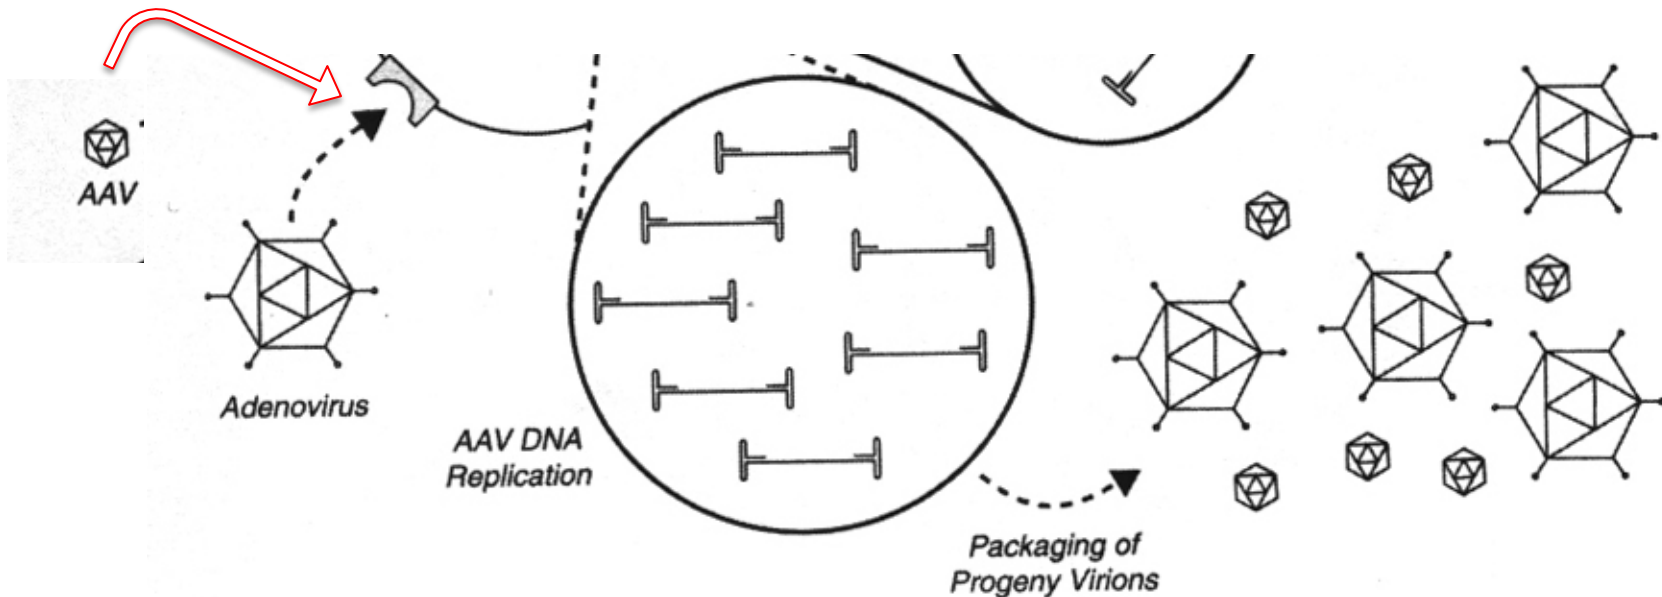 AAV
Adenovirus
AAV DNA
Replication
Packaging of
Progeny Virions